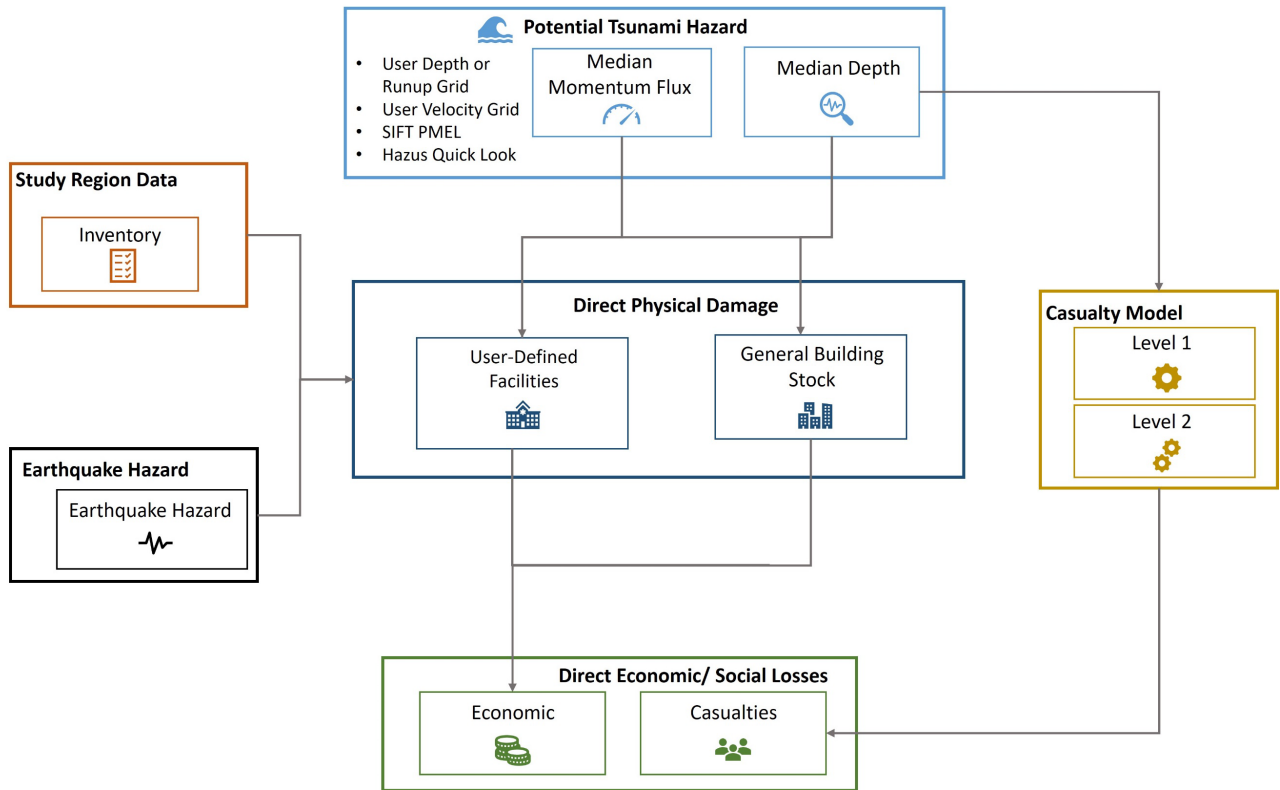 Potential Tsunami Hazard
• User Depth or
Runup Grid
• User Velocity Grid
• SIFT PMEL
• Hazus Quick Look
Median
Momentum Flux
Median Depth
Study Region Data
Inventory
Earthquake Hazard
Earthquake Hazard
Direct Physical Damage
User-Defined
Facilities
General Building
Stock
Casualty Model
Level 1
Level 2
Direct Economic/ Social Losses
Economic
Casualties